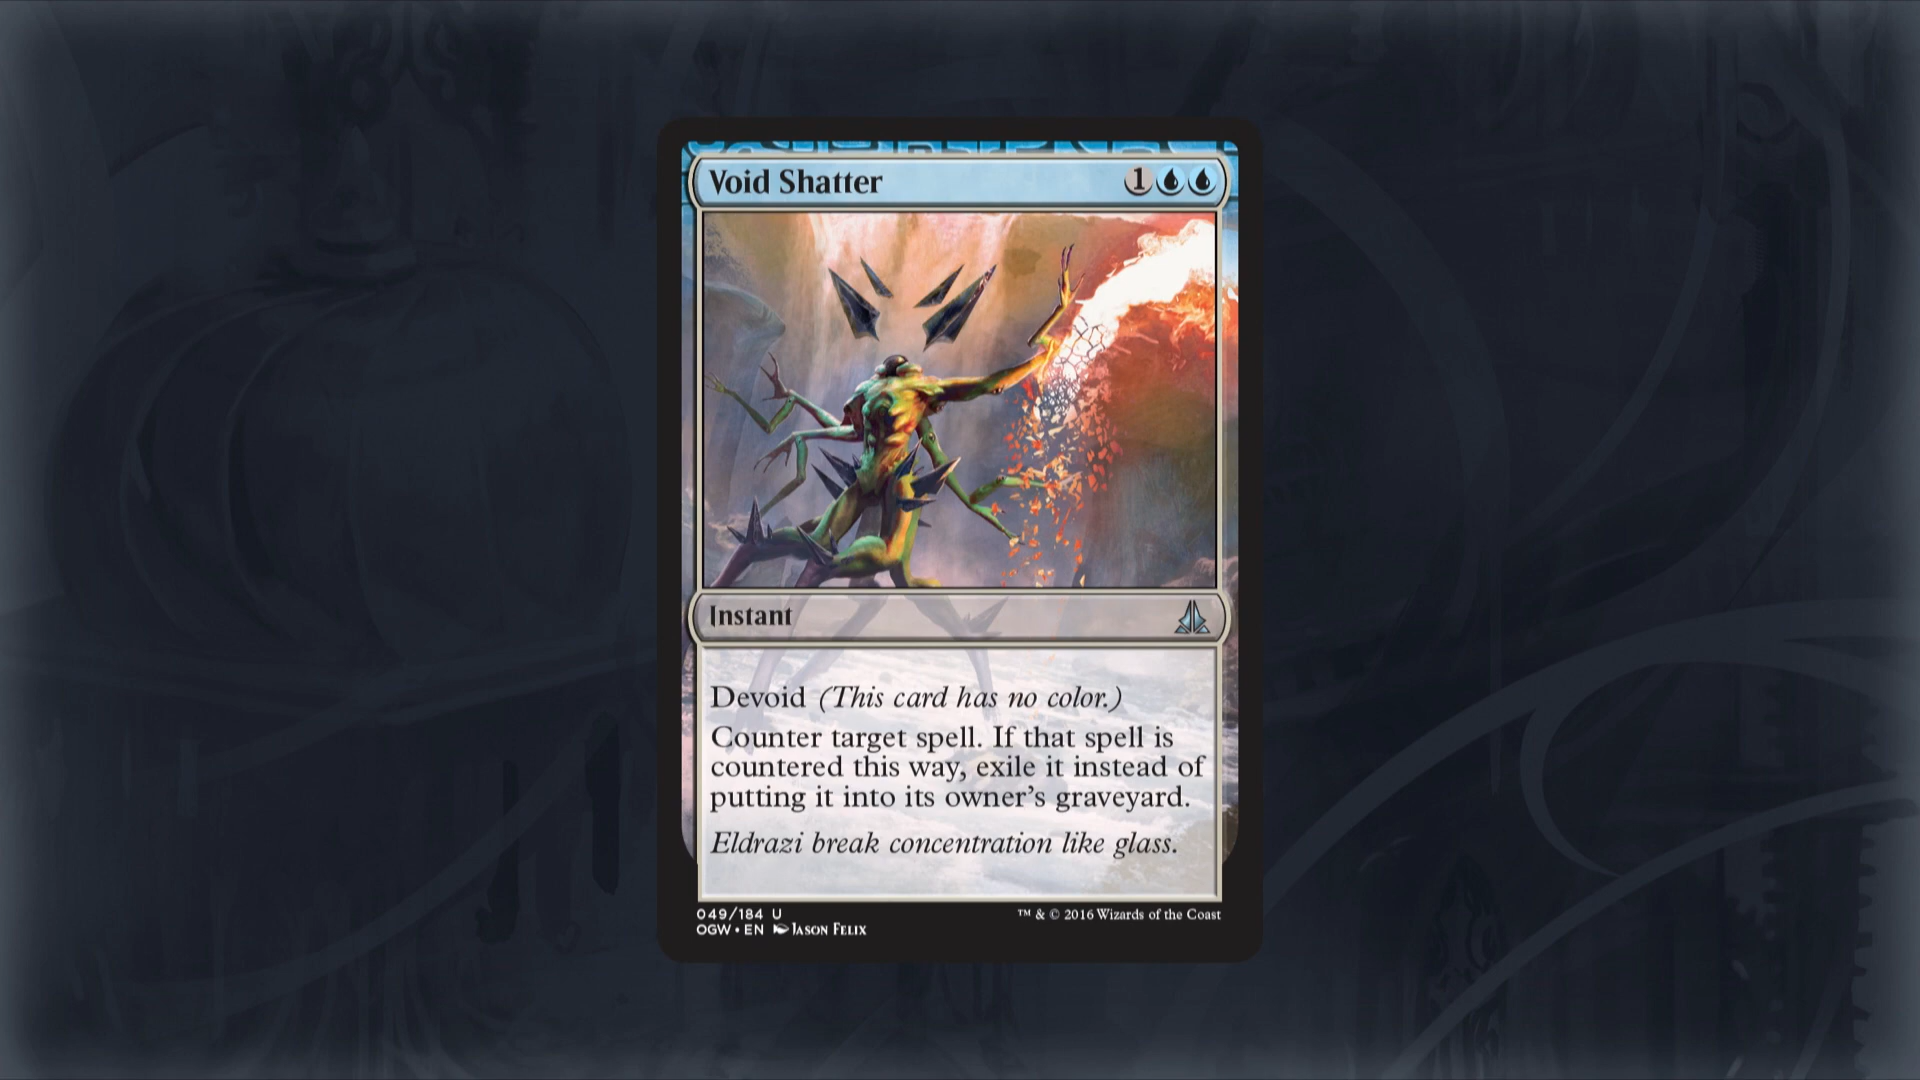 Void Shatter 1
Instant
Devoid (This card has no color.)
Counter target spell. If that spell is
countered this way, exile it instead of
putting it into its owner's graveyard.
Eldrazi break concentration like glass.
049/184 U
OGW • EN Jason Felix
™ & © 2016 Wizards of the Coast